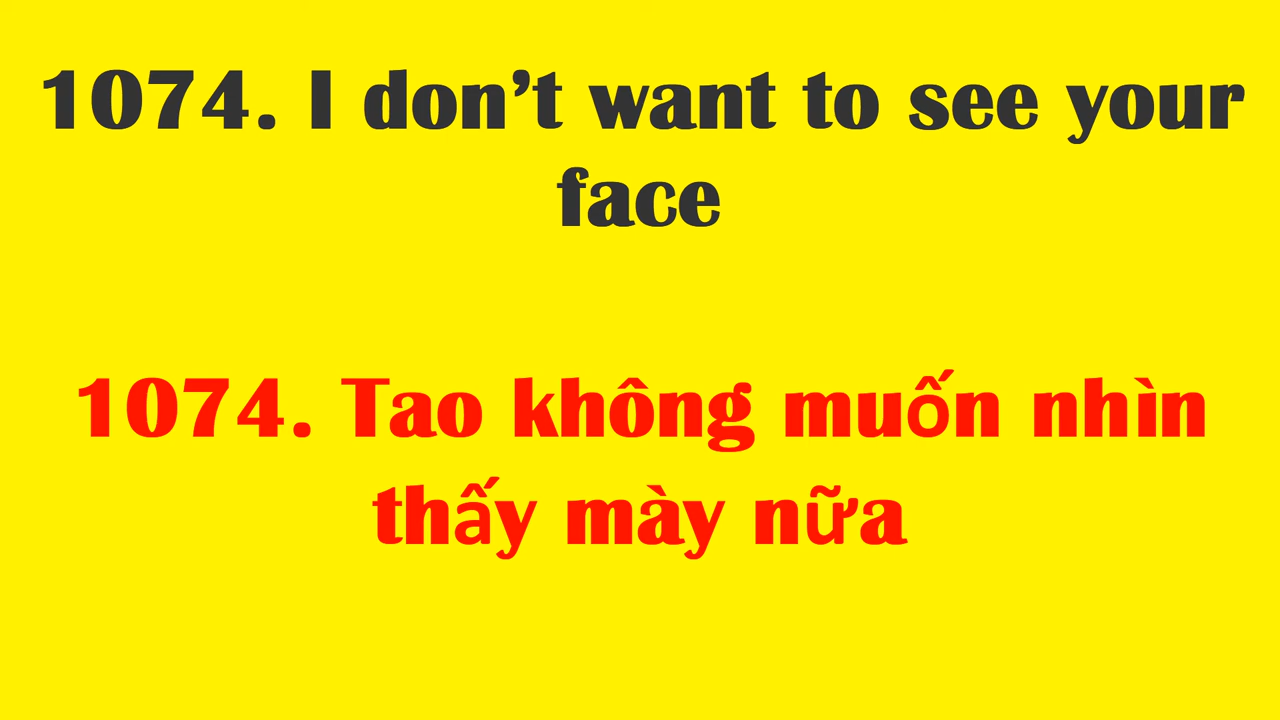 1074. I don’t want to see your
face
1074. Tao không muốn nhìn
thấy mày nữa